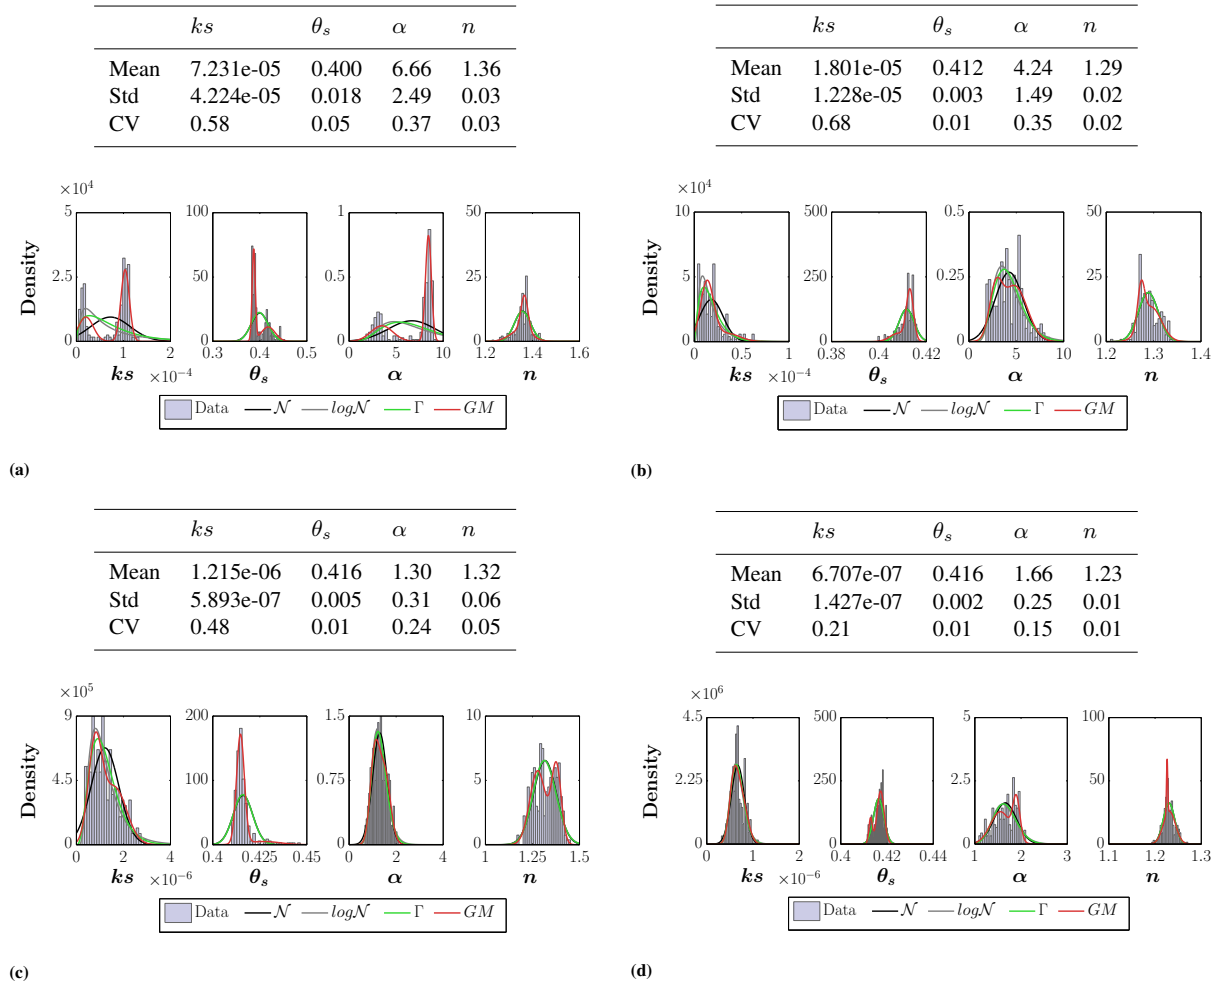 ks θs α n
Mean 7.231e-05 0.400 6.66 1.36
Std 4.224e-05 0.018 2.49 0.03
CV 0.58 0.05 0.37 0.03
×10^4
Density
5 100 1 50
2.5 50 0.5 25
0 0 0 0
0 1 2 0.3 0.4 0.5 0 5 10 1.2 1.4 1.6
ks ×10^-4 θs α n
Data N logN Γ GM
(a)
ks θs α n
Mean 1.801e-05 0.412 4.24 1.29
Std 1.228e-05 0.003 1.49 0.02
CV 0.68 0.01 0.35 0.02
×10^4
Density
10 500 0.5 50
5 250 0.25 25
0 0 0 0
0 0.5 1 0.38 0.4 0.42 0 5 10 1.2 1.3 1.4
ks ×10^-4 θs α n
Data N logN Γ GM
(b)
ks θs α n
Mean 1.215e-06 0.416 1.30 1.32
Std 5.893e-07 0.005 0.31 0.06
CV 0.48 0.01 0.24 0.05
×10^5
Density
9 200 1.5 10
4.5 100 0.75 5
0 0 0 0
0 2 4 0.4 0.425 0.45 0 2 4 1 1.25 1.5
ks ×10^-6 θs α n
Data N logN Γ GM
(c)
ks θs α n
Mean 6.707e-07 0.416 1.66 1.23
Std 1.427e-07 0.002 0.25 0.01
CV 0.21 0.01 0.15 0.01
×10^6
Density
4.5 500 5 100
2.25 250 2.5 50
0 0 0 0
0 1 2 0.4 0.42 0.44 1 2 3 1.1 1.2 1.3
ks ×10^-6 θs α n
Data N logN Γ GM
(d)